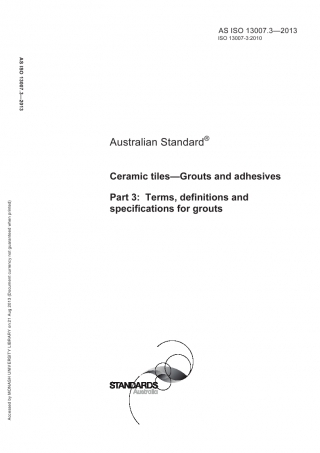 AS ISO 13007.3—2013
ISO 13007-3:2010
AS ISO 13007.3—2013
Australian Standard®
Ceramic tiles—Grouts and adhesives
Part 3: Terms, definitions and
specifications for grouts
Accessed by MONASH UNIVERSITY LIBRARY on 21 Aug 2013 (Document currency not guaranteed when printed)
STANDARDS
Australia